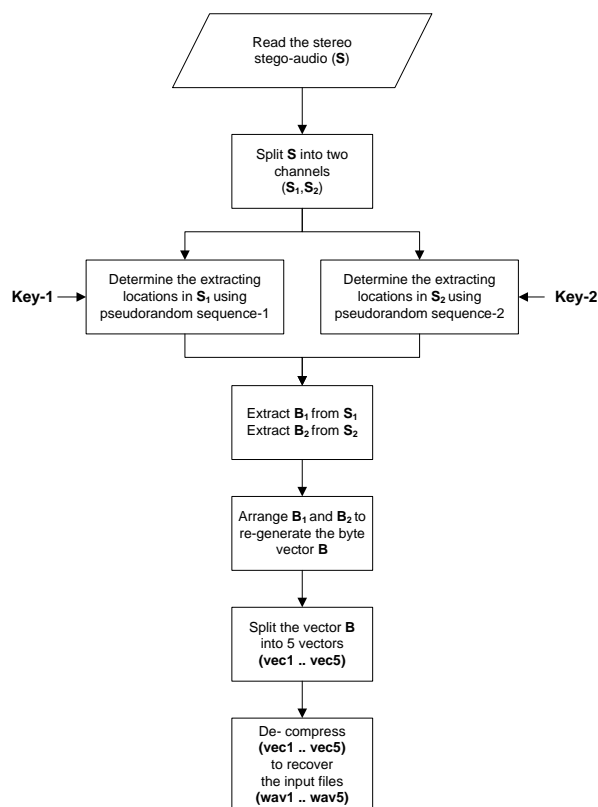 Read the stereo
stego-audio (S)
Split S into two
channels
(S₁,S₂)
Determine the extracting
locations in S₁ using
pseudorandom sequence-1
Determine the extracting
locations in S₂ using
pseudorandom sequence-2
Key-1
Key-2
Extract B₁ from S₁
Extract B₂ from S₂
Arrange B₁ and B₂ to
re-generate the byte
vector B
Split the vector B
into 5 vectors
(vec1 .. vec5)
De- compress
(vec1 .. vec5)
to recover
the input files
(wav1 .. wav5)